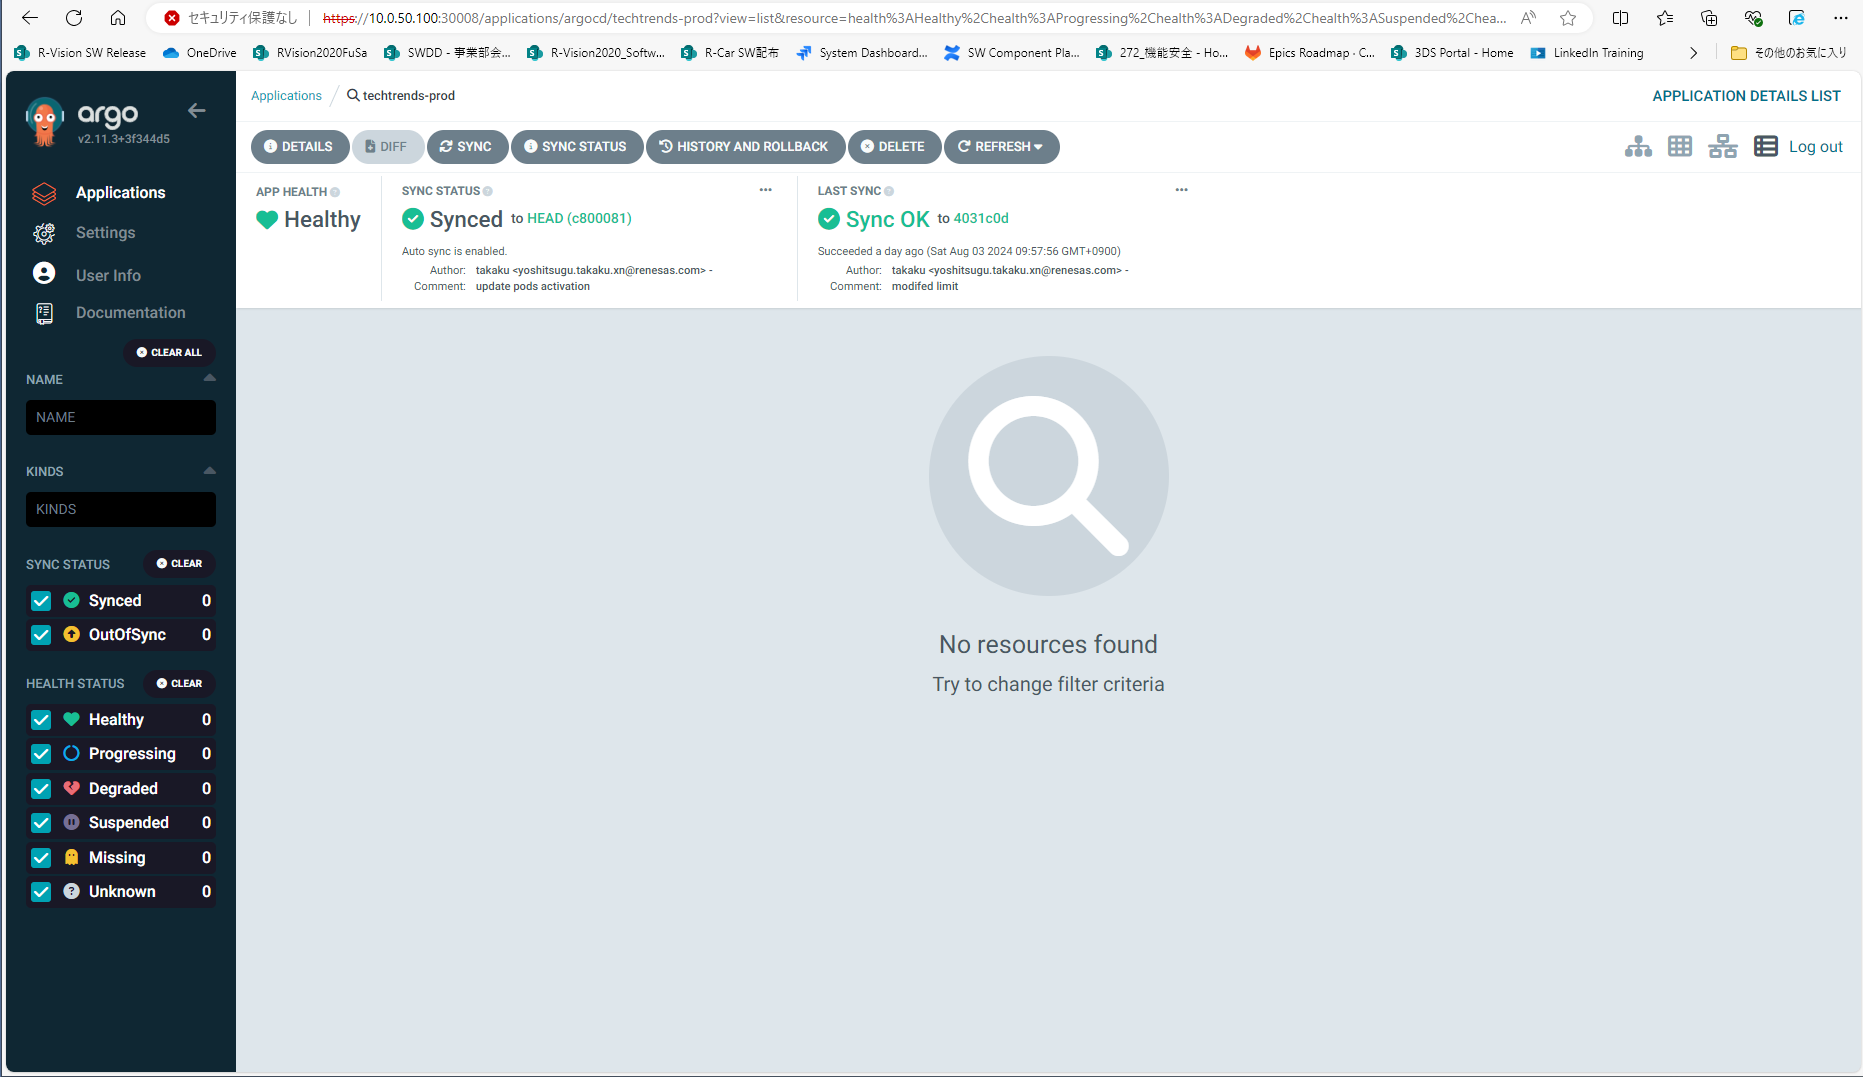 セキュリティ保護なし
https://10.0.50.100:30008/applications/argocd/techtrends-prod?view=list&resource=health%3AHealthy%2Chealth%3AProgressing%2Chealth%3ADegraded%2Chealth%3ASuspended%2Chea...
R-Vision SW Release
OneDrive
RVision2020FuSa
SWDD - 事業部会...
R-Vision2020_Softw...
R-Car SW配布
System Dashboard...
SW Component Pla...
272_機能安全 - Ho...
Epics Roadmap · C...
3DS Portal - Home
LinkedIn Training
その他のお気に入り
argo
v2.11.3+3f344d5
Applications
Settings
User Info
Documentation
CLEAR ALL
NAME
NAME
KINDS
KINDS
SYNC STATUS CLEAR
Synced 0
OutOfSync 0
HEALTH STATUS CLEAR
Healthy 0
Progressing 0
Degraded 0
Suspended 0
Missing 0
Unknown 0
Applications / techtrends-prod
APPLICATION DETAILS LIST
DETAILS
DIFF
SYNC
SYNC STATUS
HISTORY AND ROLLBACK
DELETE
REFRESH
Log out
APP HEALTH
Healthy
SYNC STATUS
Synced to HEAD (c800081)
Auto sync is enabled.
Author: takaku <yoshitsugu.takaku.xn@renesas.com> -
Comment: update pods activation
LAST SYNC
Sync OK to 4031c0d
Succeeded a day ago (Sat Aug 03 2024 09:57:56 GMT+0900)
Author: takaku <yoshitsugu.takaku.xn@renesas.com> -
Comment: modifed limit
No resources found
Try to change filter criteria